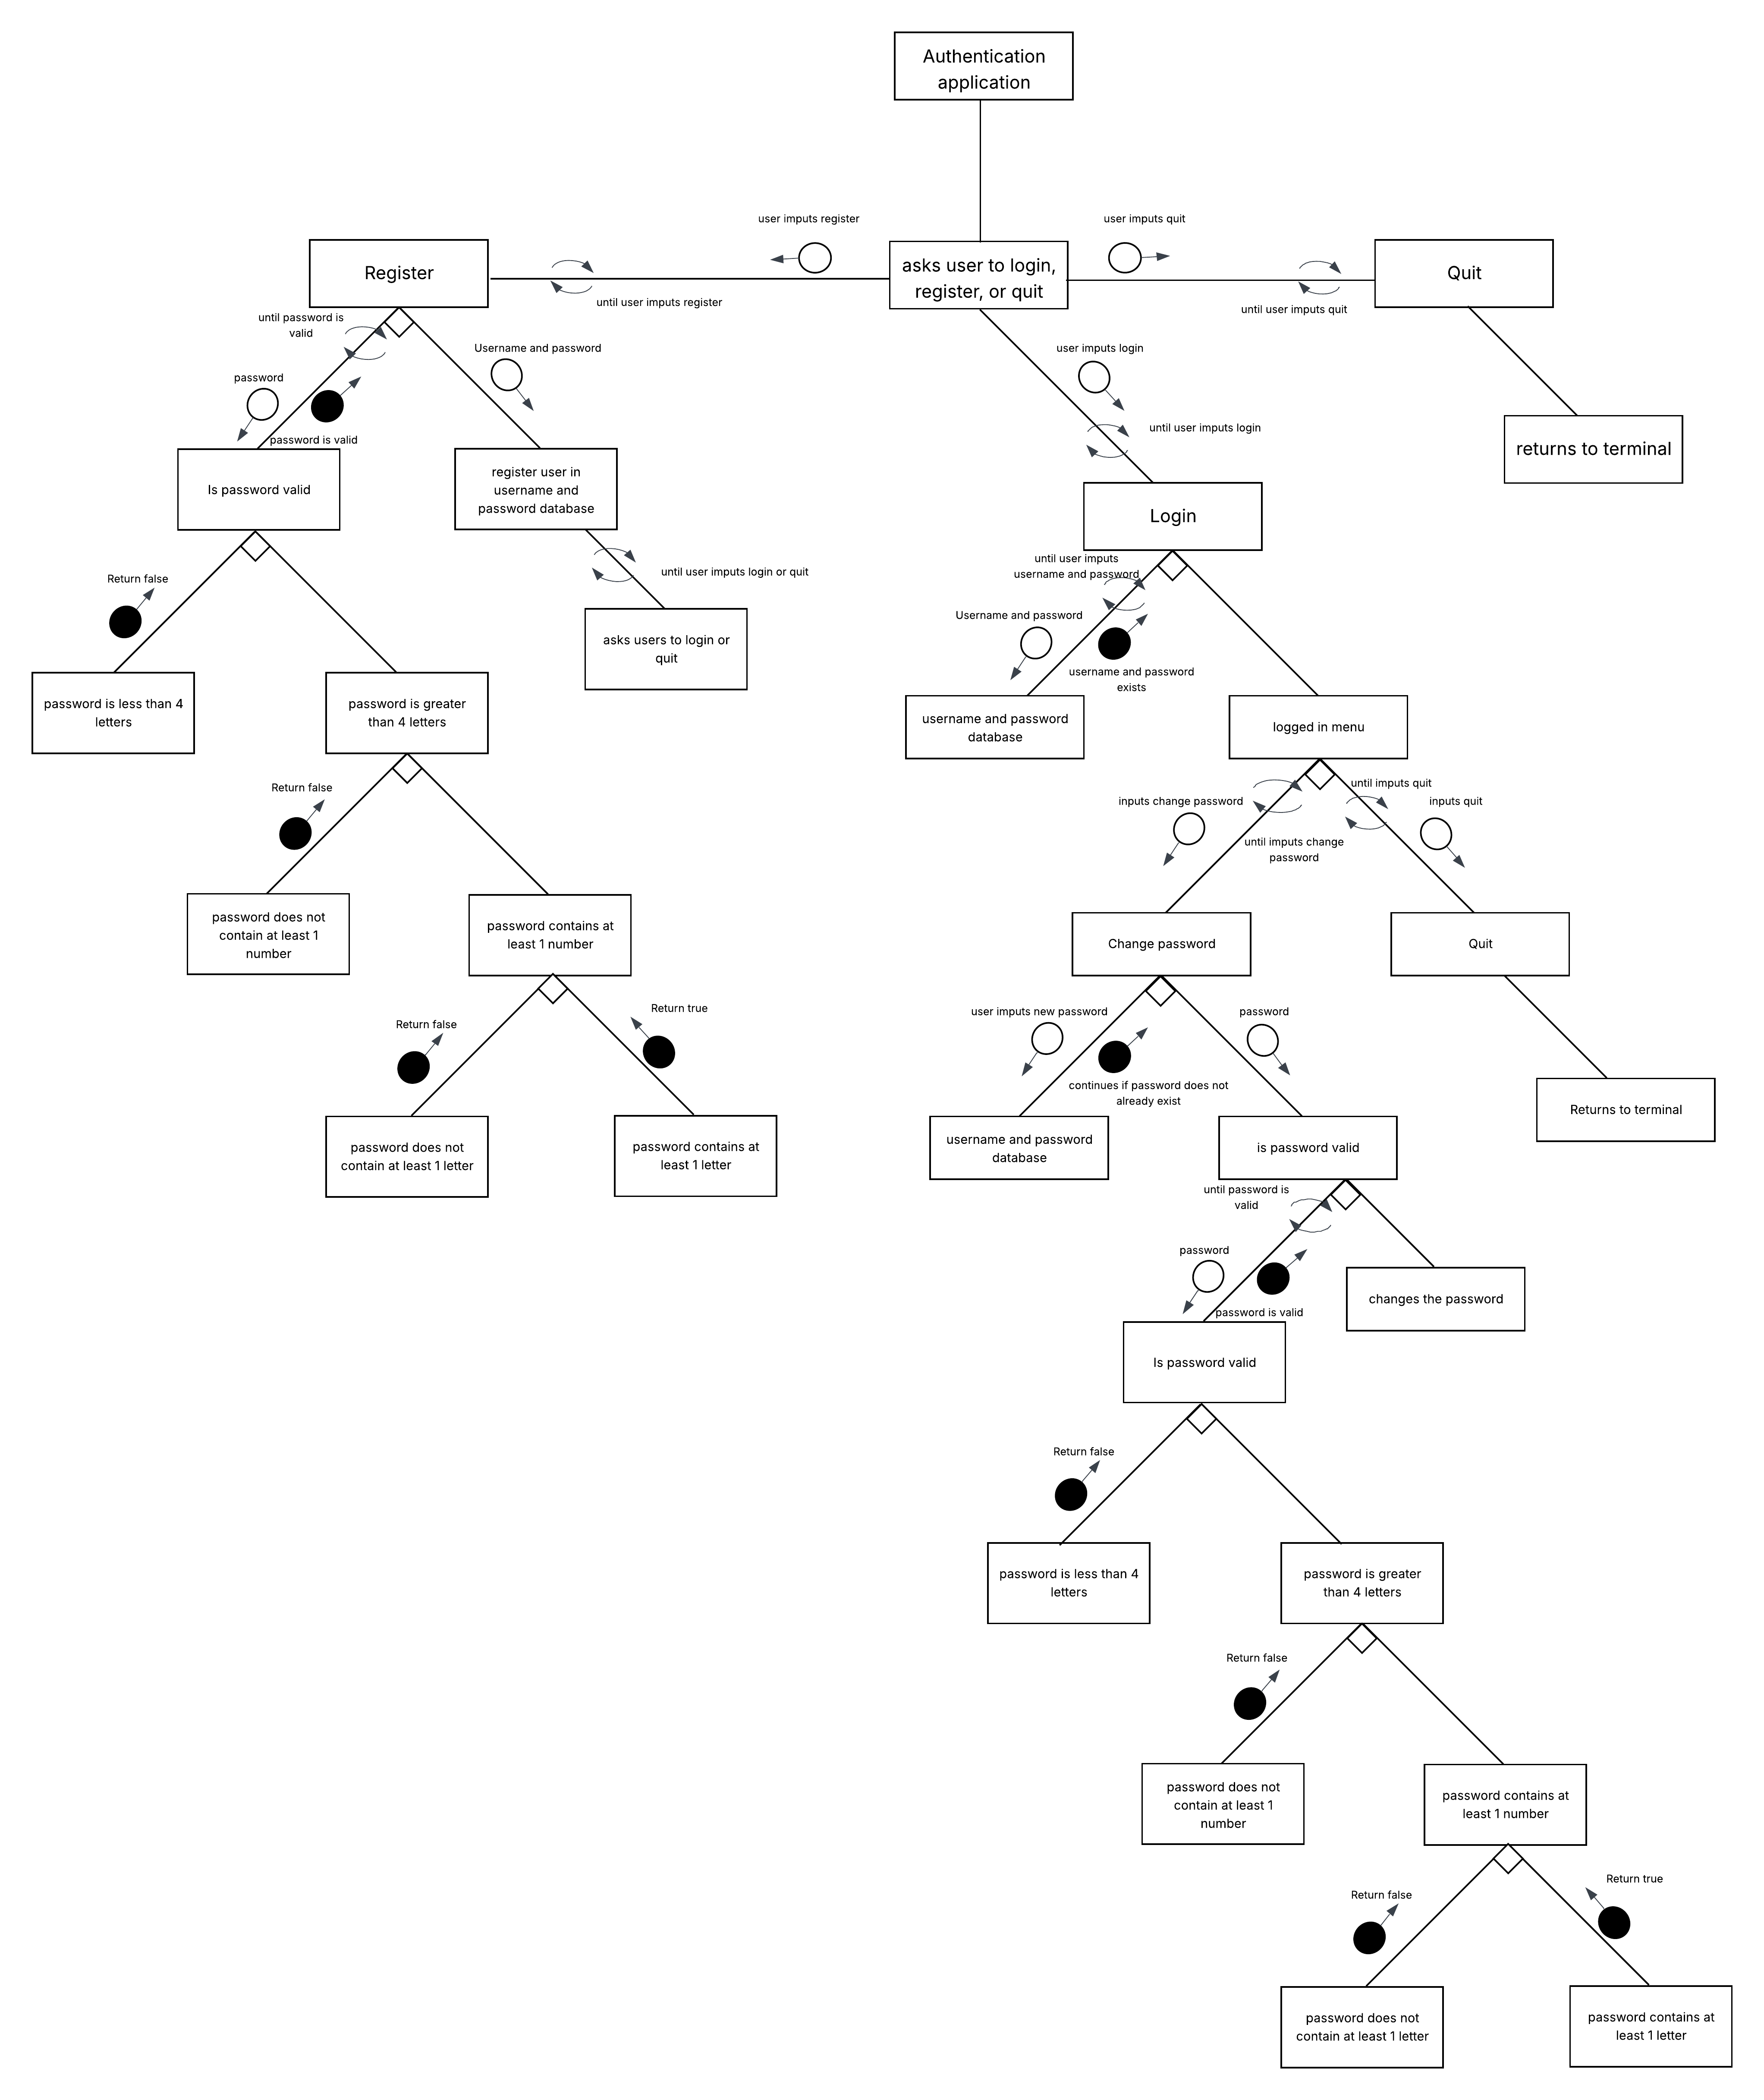 Authentication
application
user imputs register
user imputs quit
Register
asks user to login,
register, or quit
Quit
until user imputs register
until user imputs quit
until password is
valid
Username and password
user imputs login
password
until user imputs login
password is valid
returns to terminal
Is password valid
register user in
username and
password database
Login
until user imputs
username and password
Return false
until user imputs login or quit
Username and password
asks users to login or
quit
username and password
exists
password is less than 4
letters
password is greater
than 4 letters
username and password
database
logged in menu
Return false
until imputs quit
inputs change password
inputs quit
until imputs change
password
password does not
contain at least 1
number
password contains at
least 1 number
Change password
Quit
Return false
Return true
user imputs new password
password
continues if password does not
already exist
Returns to terminal
password does not
contain at least 1 letter
password contains at
least 1 letter
username and password
database
is password valid
until password is
valid
password
password is valid
changes the password
Is password valid
Return false
password is less than 4
letters
password is greater
than 4 letters
Return false
password does not
contain at least 1
number
password contains at
least 1 number
Return false
Return true
password does not
contain at least 1 letter
password contains at
least 1 letter